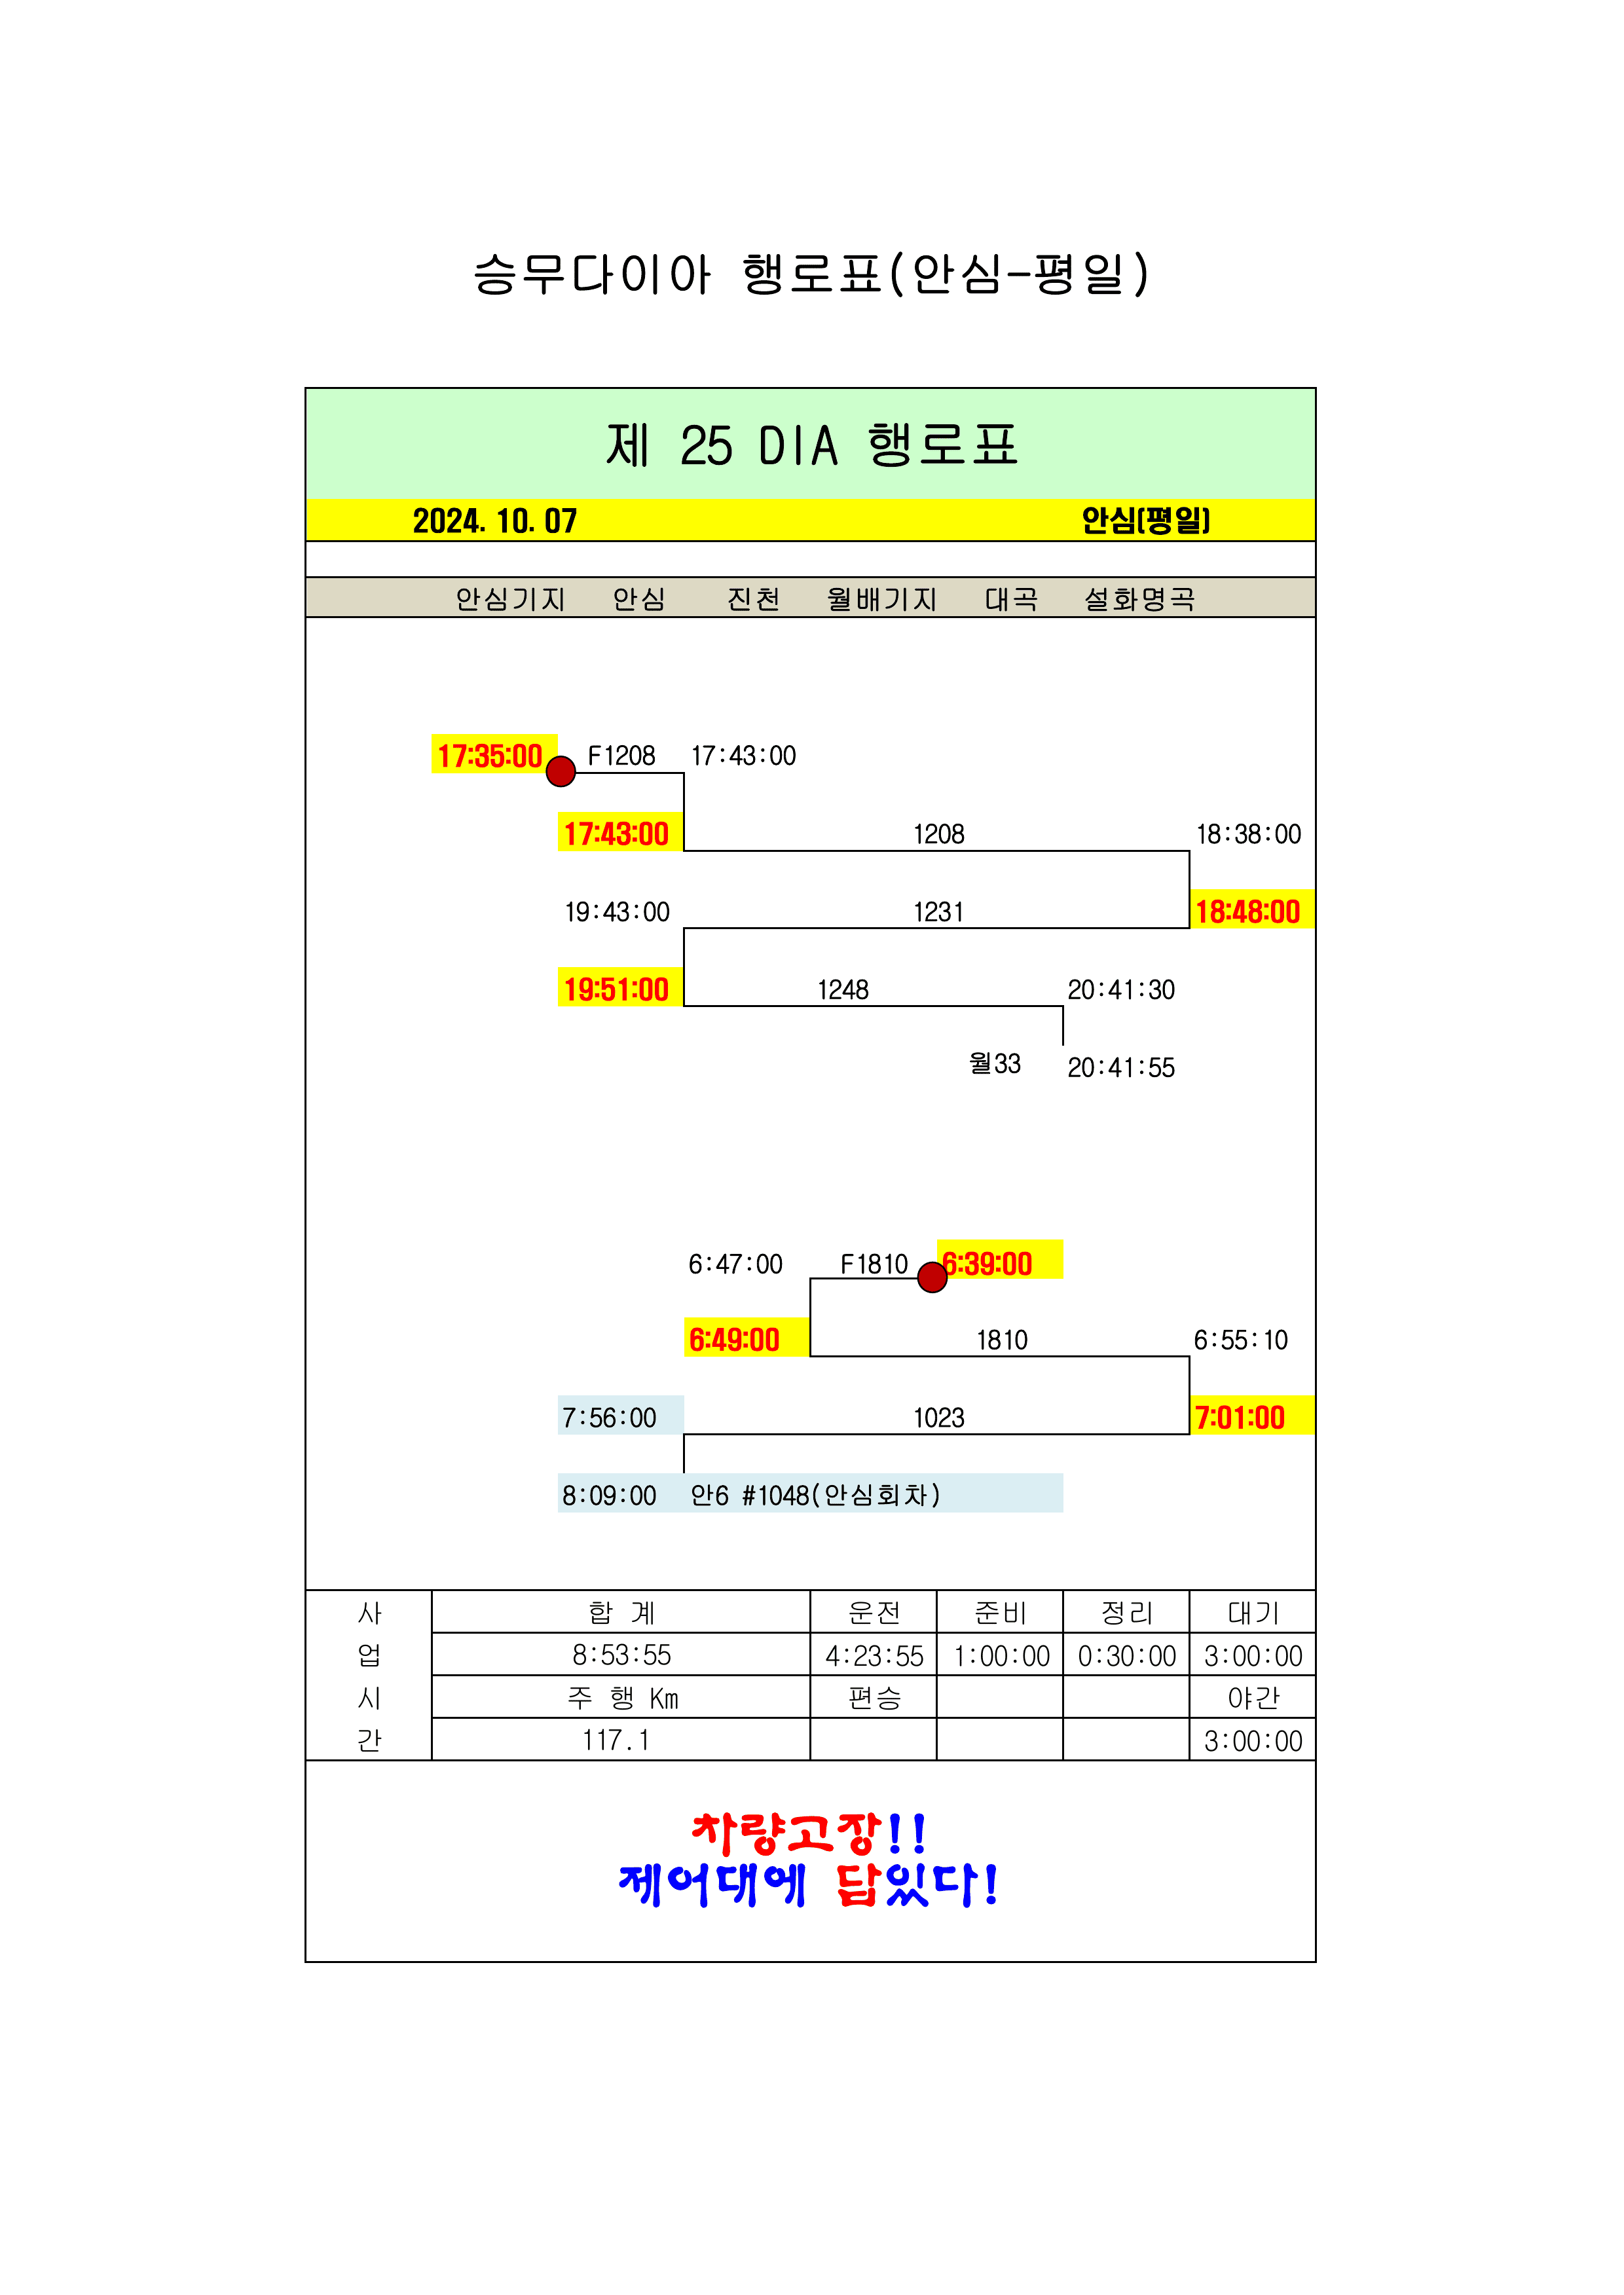 승무다이아 행로표(안심-평일)
제 25 DIA 행로표
2024. 10. 07 안심(평일)
안심기지 안심 진천 월배기지 대곡 설화명곡
17:35:00 F1208 17:43:00
17:43:00 1208 18:38:00
19:43:00 1231 18:48:00
19:51:00 1248 20:41:30
월33 20:41:55
6:47:00 F1810 6:39:00
6:49:00 1810 6:55:10
7:56:00 1023 7:01:00
8:09:00 안6 #1048(안심회차)
사 합 계 운전 준비 정리 대기
업 8:53:55 4:23:55 1:00:00 0:30:00 3:00:00
시 주 행 Km 편승 야간
간 117.1 3:00:00
차량고장!!
제어대에 답있다!